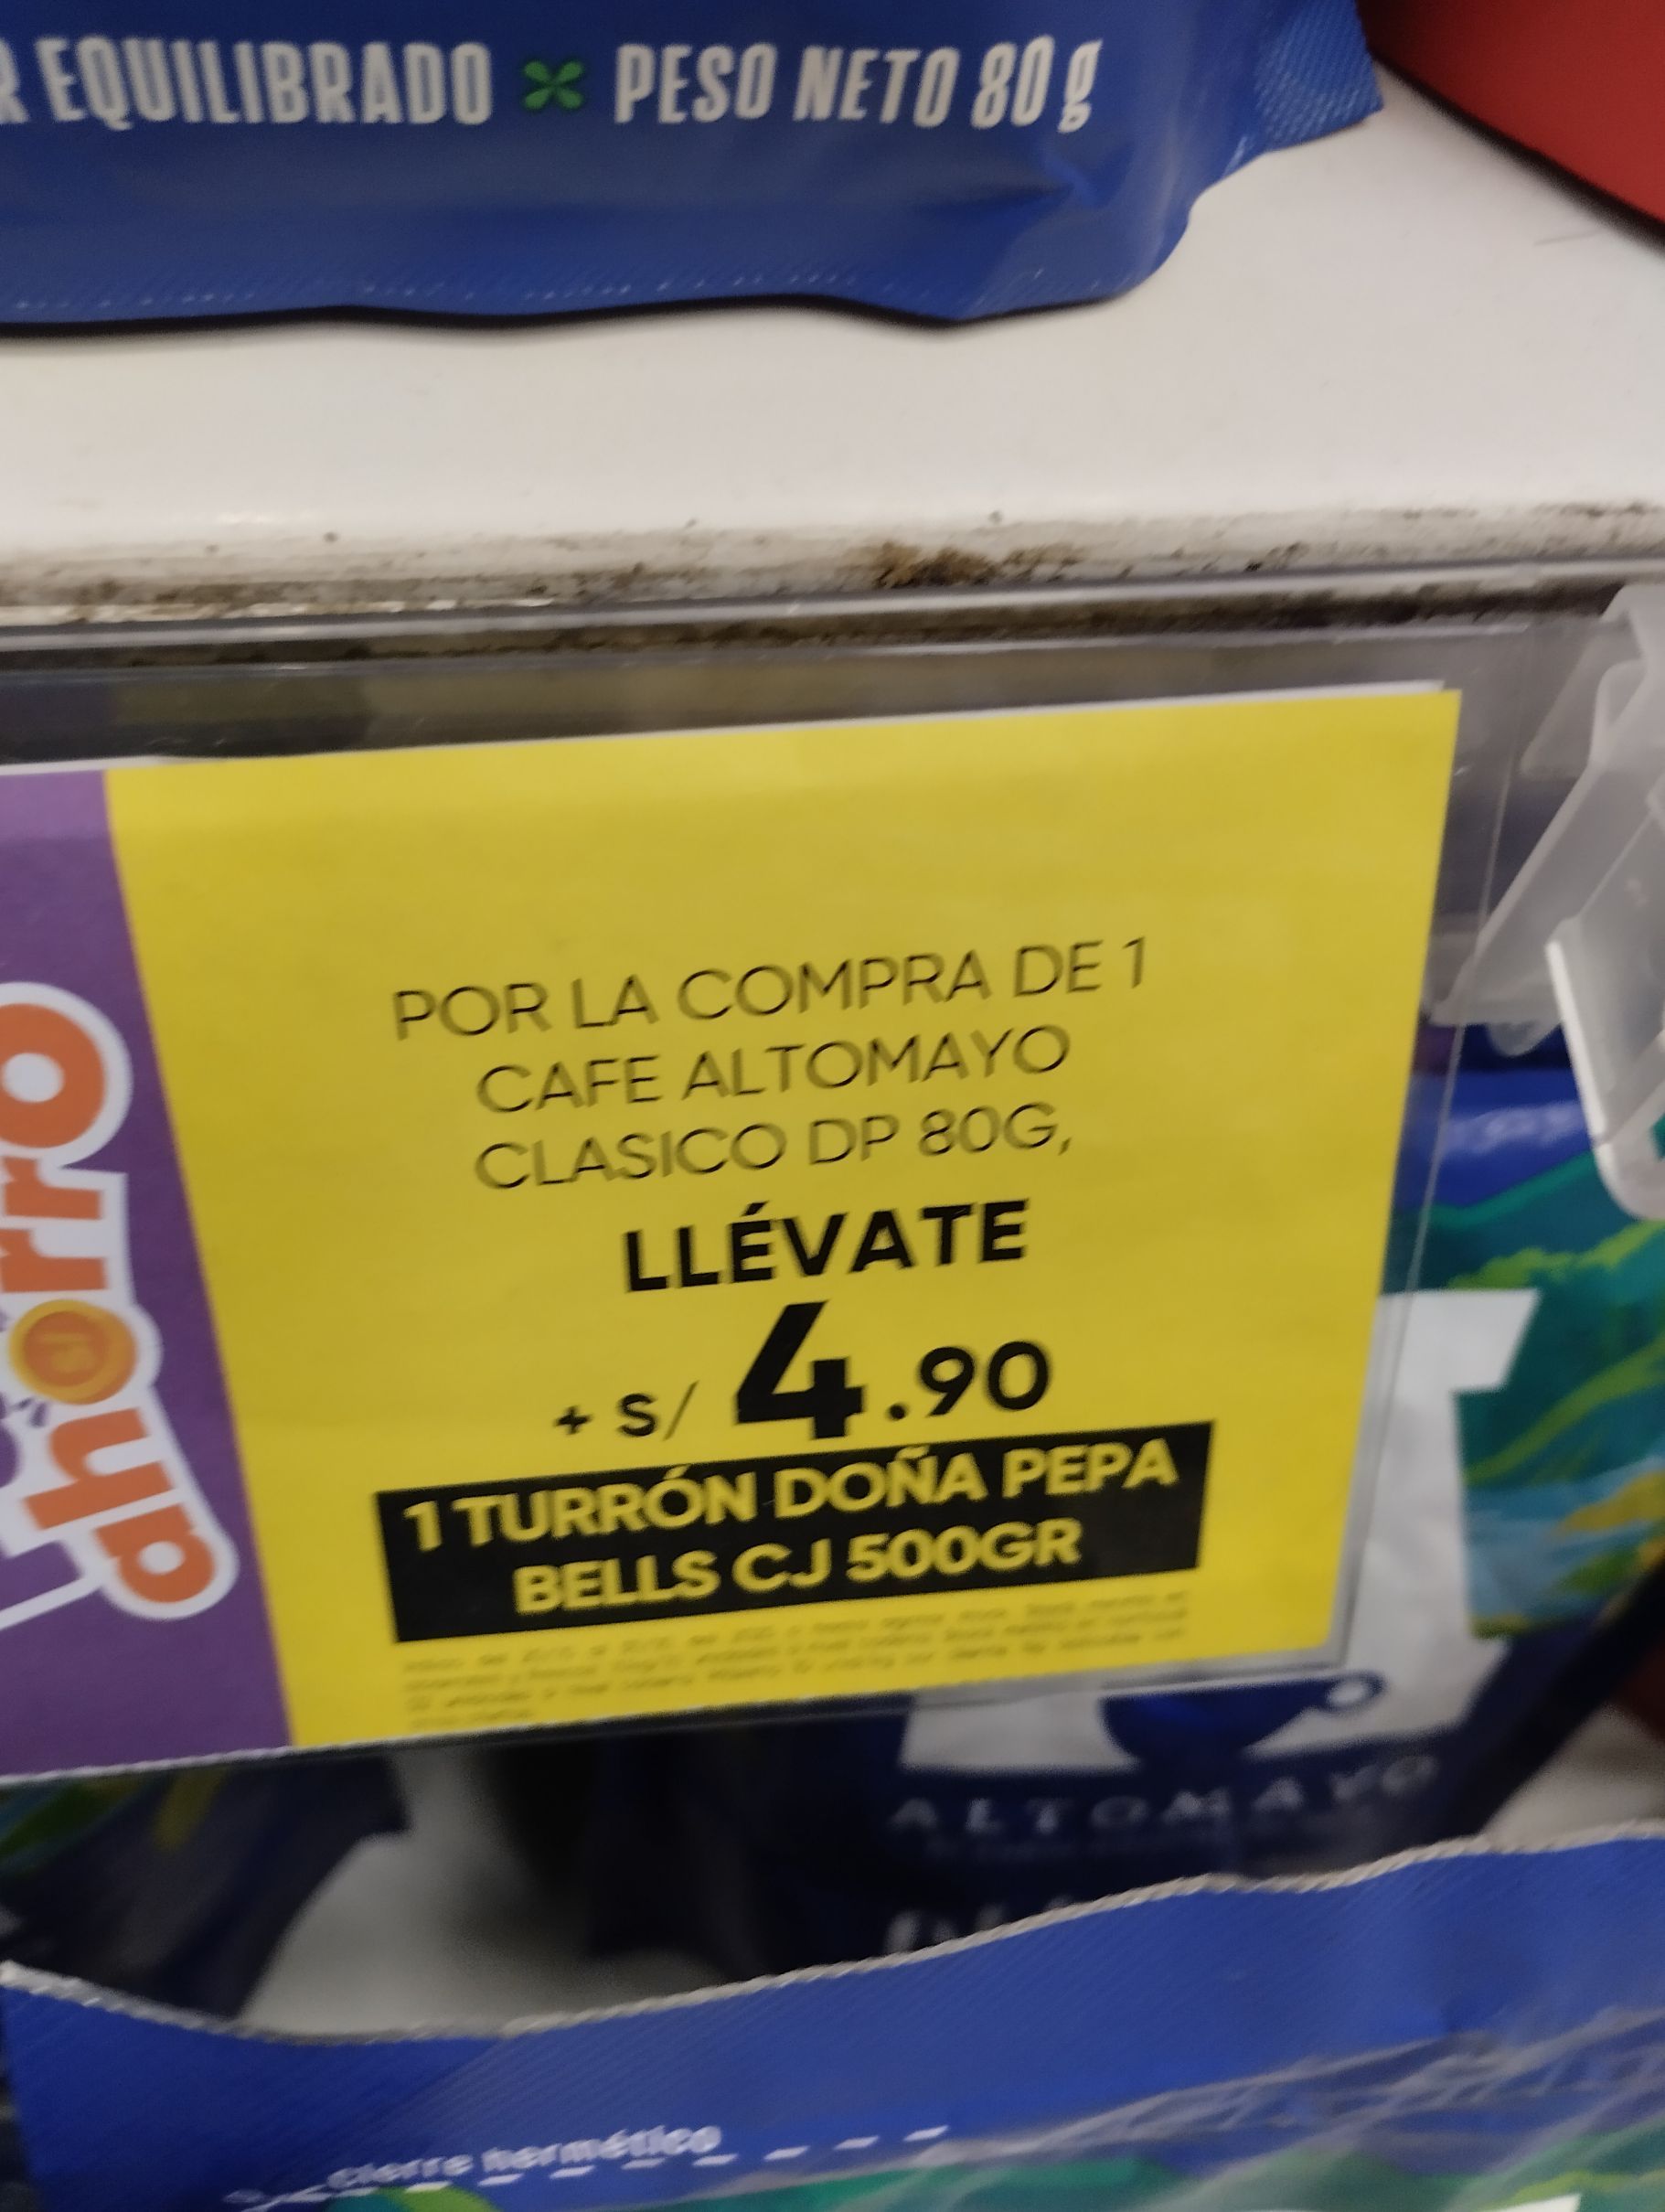 R EQUILIBRADO PESO NETO 80 g
ahorro
POR LA COMPRA DE 1
CAFE ALTOMAYO
CLASICO DP 80G,
LLÉVATE
+ S/ 4.90
1 TURRÓN DOÑA PEPA
BELLS CJ 500GR
ALTOMAYO
Cierre hermético